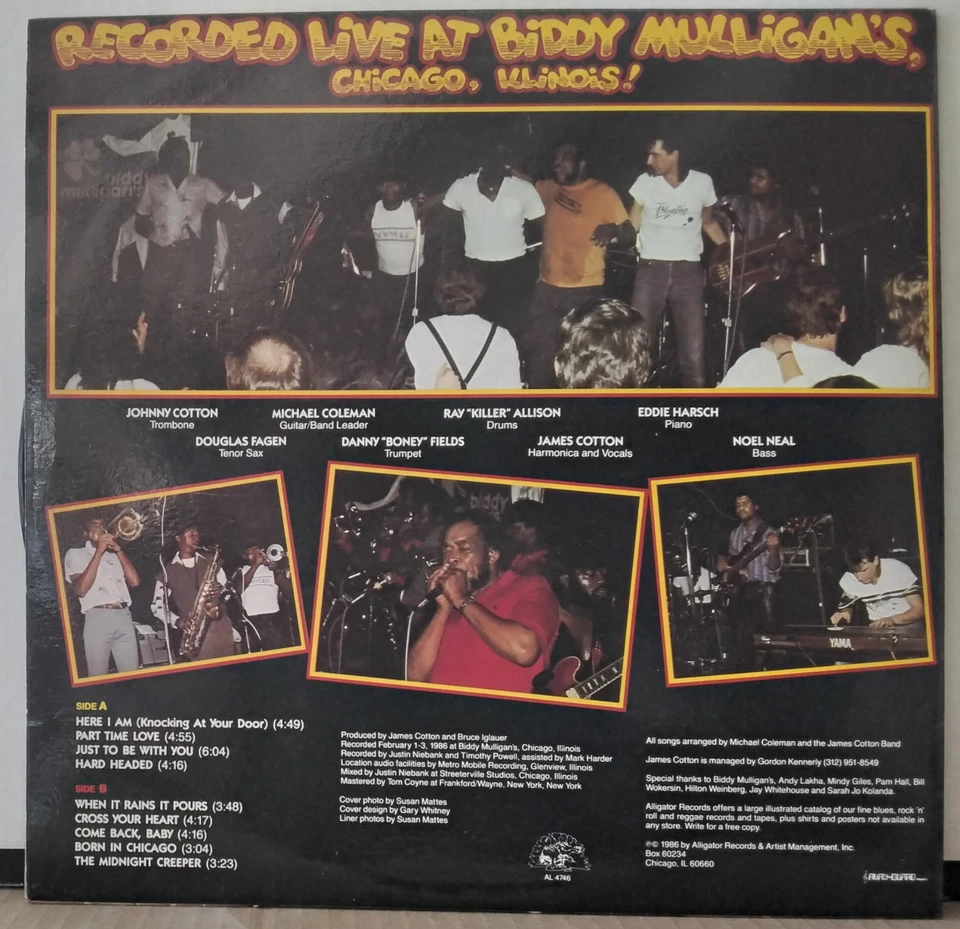 RECORDED LIVE AT BIDDY MULLIGAN'S,
CHICAGO, ILLINOIS!
biddy
mulligan's
JOHNNY COTTON
Trombone
MICHAEL COLEMAN
Guitar/Band Leader
RAY "KILLER" ALLISON
Drums
EDDIE HARSCH
Piano
DOUGLAS FAGEN
Tenor Sax
DANNY "BONEY" FIELDS
Trumpet
JAMES COTTON
Harmonica and Vocals
NOEL NEAL
Bass
biddy
YAMA
SIDE A
HERE I AM (Knocking At Your Door) (4:49)
PART TIME LOVE (4:55)
JUST TO BE WITH YOU (6:04)
HARD HEADED (4:16)
SIDE B
WHEN IT RAINS IT POURS (3:48)
CROSS YOUR HEART (4:17)
COME BACK, BABY (4:16)
BORN IN CHICAGO (3:04)
THE MIDNIGHT CREEPER (3:23)
Produced by James Cotton and Bruce Iglauer
Recorded February 1-3, 1986 at Biddy Mulligan's, Chicago, Illinois
Recorded by Justin Niebank and Timothy Powell, assisted by Mark Harder
Location audio facilities by Metro Mobile Recording, Glenview, Illinois
Mixed by Justin Niebank at Streeterville Studios, Chicago, Illinois
Mastered by Tom Coyne at Frankford/Wayne, New York, New York
Cover photo by Susan Mattes
Cover design by Gary Whitney
Liner photos by Susan Mattes
AL 4746
All songs arranged by Michael Coleman and the James Cotton Band
James Cotton is managed by Gordon Kennerly (312) 951-8549
Special thanks to Biddy Mulligan's, Andy Lakha, Mindy Giles, Pam Hall, Bill
Wokersin, Hilton Weinberg, Jay Whitehouse and Sarah Jo Kolanda.
Alligator Records offers a large illustrated catalog of our fine blues, rock 'n'
roll and reggae records and tapes, plus shirts and posters not available in
any store. Write for a free copy.
℗© 1986 by Alligator Records & Artist Management, Inc.
Box 60234
Chicago, IL 60660